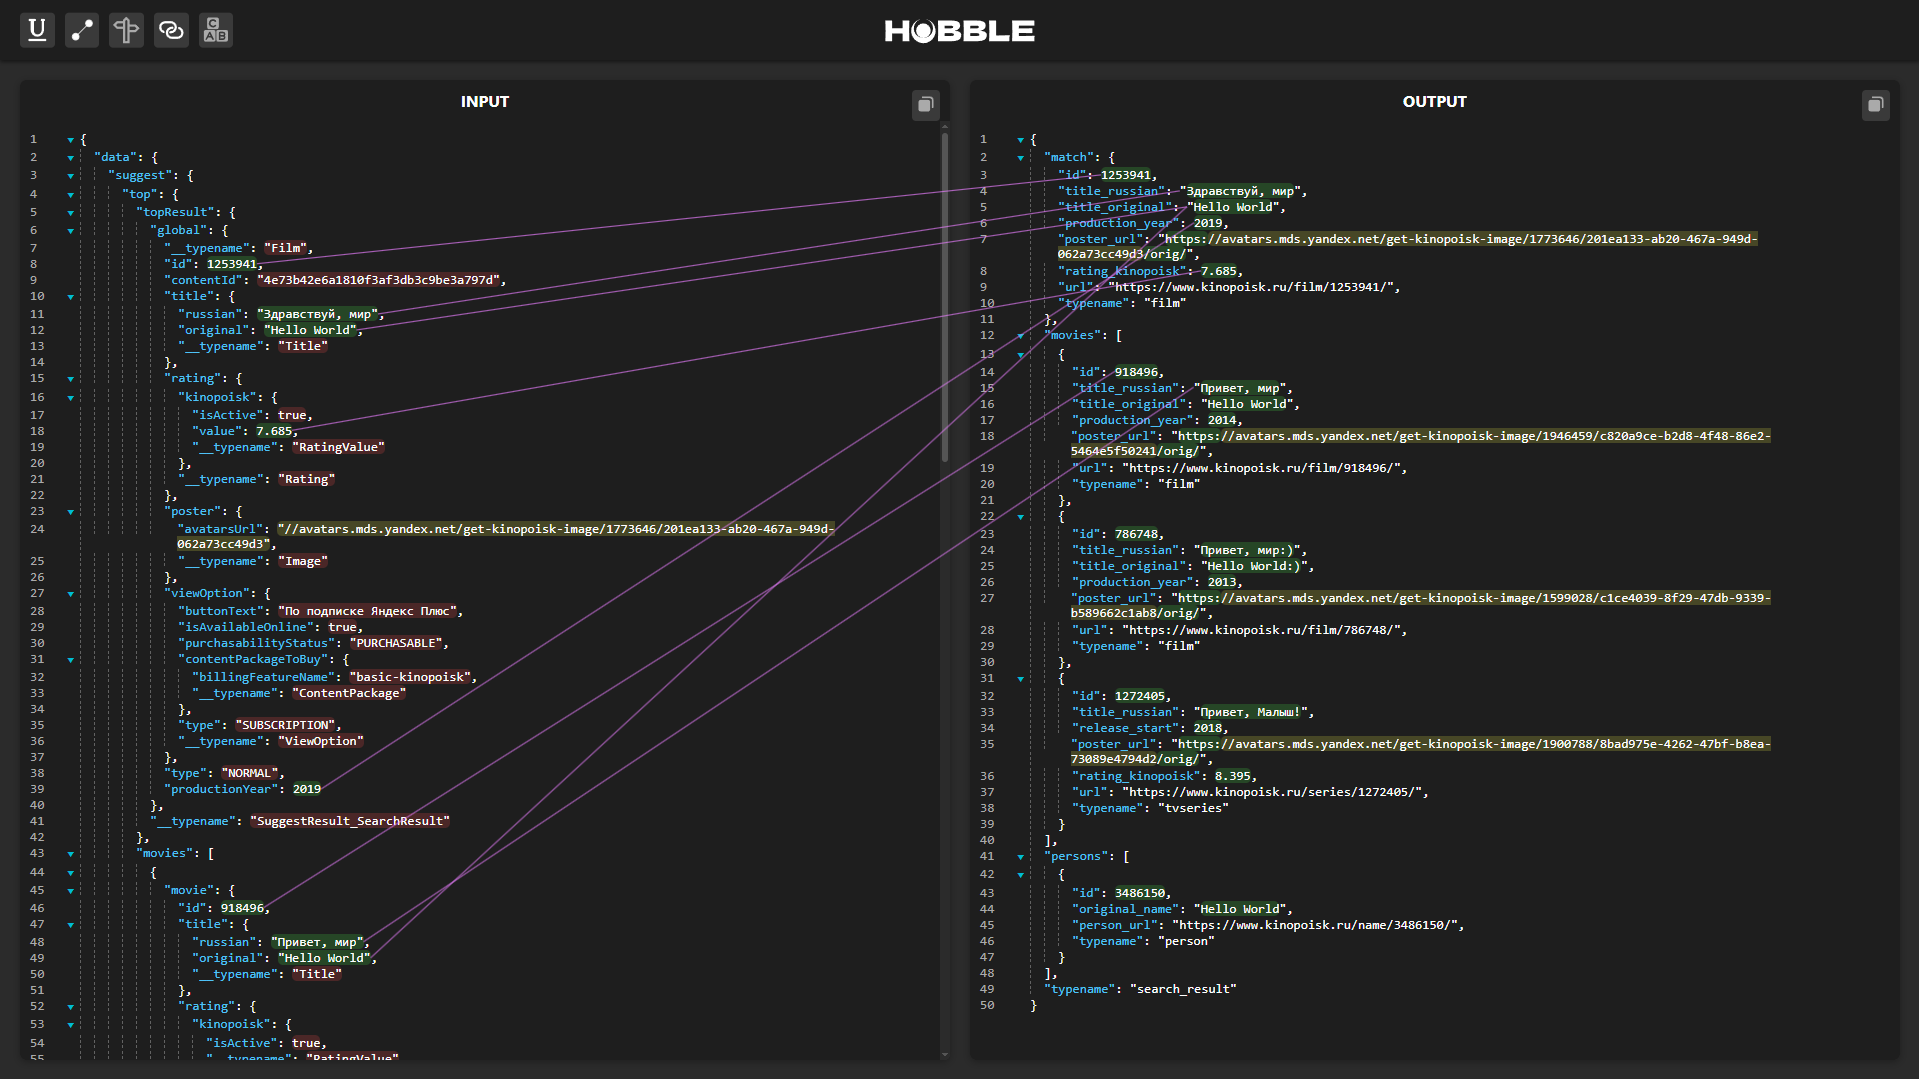 U
C
A B
HOBBLE
INPUT
1 {
2 "data": {
3 "suggest": {
4 "top": {
5 "topResult": {
6 "global": {
7 "__typename": "Film",
8 "id": 1253941,
9 "contentId": "4e73b42e6a1810f3af3db3c9be3a797d",
10 "title": {
11 "russian": "Здравствуй, мир",
12 "original": "Hello World",
13 "__typename": "Title"
14 },
15 "rating": {
16 "kinopoisk": {
17 "isActive": true,
18 "value": 7.685,
19 "__typename": "RatingValue"
20 },
21 "__typename": "Rating"
22 },
23 "poster": {
24 "avatarsUrl": "//avatars.mds.yandex.net/get-kinopoisk-image/1773646/201ea133-ab20-467a-949d-
062a73cc49d3",
25 "__typename": "Image"
26 },
27 "viewOption": {
28 "buttonText": "По подписке Яндекс Плюс",
29 "isAvailableOnline": true,
30 "purchasabilityStatus": "PURCHASABLE",
31 "contentPackageToBuy": {
32 "billingFeatureName": "basic-kinopoisk",
33 "__typename": "ContentPackage"
34 },
35 "type": "SUBSCRIPTION",
36 "__typename": "ViewOption"
37 },
38 "type": "NORMAL",
39 "productionYear": 2019
40 },
41 "__typename": "SuggestResult_SearchResult"
42 },
43 "movies": [
44 {
45 "movie": {
46 "id": 918496,
47 "title": {
48 "russian": "Привет, мир",
49 "original": "Hello World",
50 "__typename": "Title"
51 },
52 "rating": {
53 "kinopoisk": {
54 "isActive": true,
55 "__typename": "RatingValue"
OUTPUT
1 {
2 "match": {
3 "id": 1253941,
4 "title_russian": "Здравствуй, мир",
5 "title_original": "Hello World",
6 "production_year": 2019,
7 "poster_url": "https://avatars.mds.yandex.net/get-kinopoisk-image/1773646/201ea133-ab20-467a-949d-
062a73cc49d3/orig/",
8 "rating_kinopoisk": 7.685,
9 "url": "https://www.kinopoisk.ru/film/1253941/",
10 "typename": "film"
11 },
12 "movies": [
13 {
14 "id": 918496,
15 "title_russian": "Привет, мир",
16 "title_original": "Hello World",
17 "production_year": 2014,
18 "poster_url": "https://avatars.mds.yandex.net/get-kinopoisk-image/1946459/c820a9ce-b2d8-4f48-86e2-
5464e5f50241/orig/",
19 "url": "https://www.kinopoisk.ru/film/918496/",
20 "typename": "film"
21 },
22 {
23 "id": 786748,
24 "title_russian": "Привет, мир:)",
25 "title_original": "Hello World:)",
26 "production_year": 2013,
27 "poster_url": "https://avatars.mds.yandex.net/get-kinopoisk-image/1599028/c1ce4039-8f29-47db-9339-
b589662c1ab8/orig/",
28 "url": "https://www.kinopoisk.ru/film/786748/",
29 "typename": "film"
30 },
31 {
32 "id": 1272405,
33 "title_russian": "Привет, Малыш!",
34 "release_start": 2018,
35 "poster_url": "https://avatars.mds.yandex.net/get-kinopoisk-image/1900788/8bad975e-4262-47bf-b8ea-
73089e4794d2/orig/",
36 "rating_kinopoisk": 8.395,
37 "url": "https://www.kinopoisk.ru/series/1272405/",
38 "typename": "tvseries"
39 }
40 ],
41 "persons": [
42 {
43 "id": 3486150,
44 "original_name": "Hello World",
45 "person_url": "https://www.kinopoisk.ru/name/3486150/",
46 "typename": "person"
47 }
48 ],
49 "typename": "search_result"
50 }